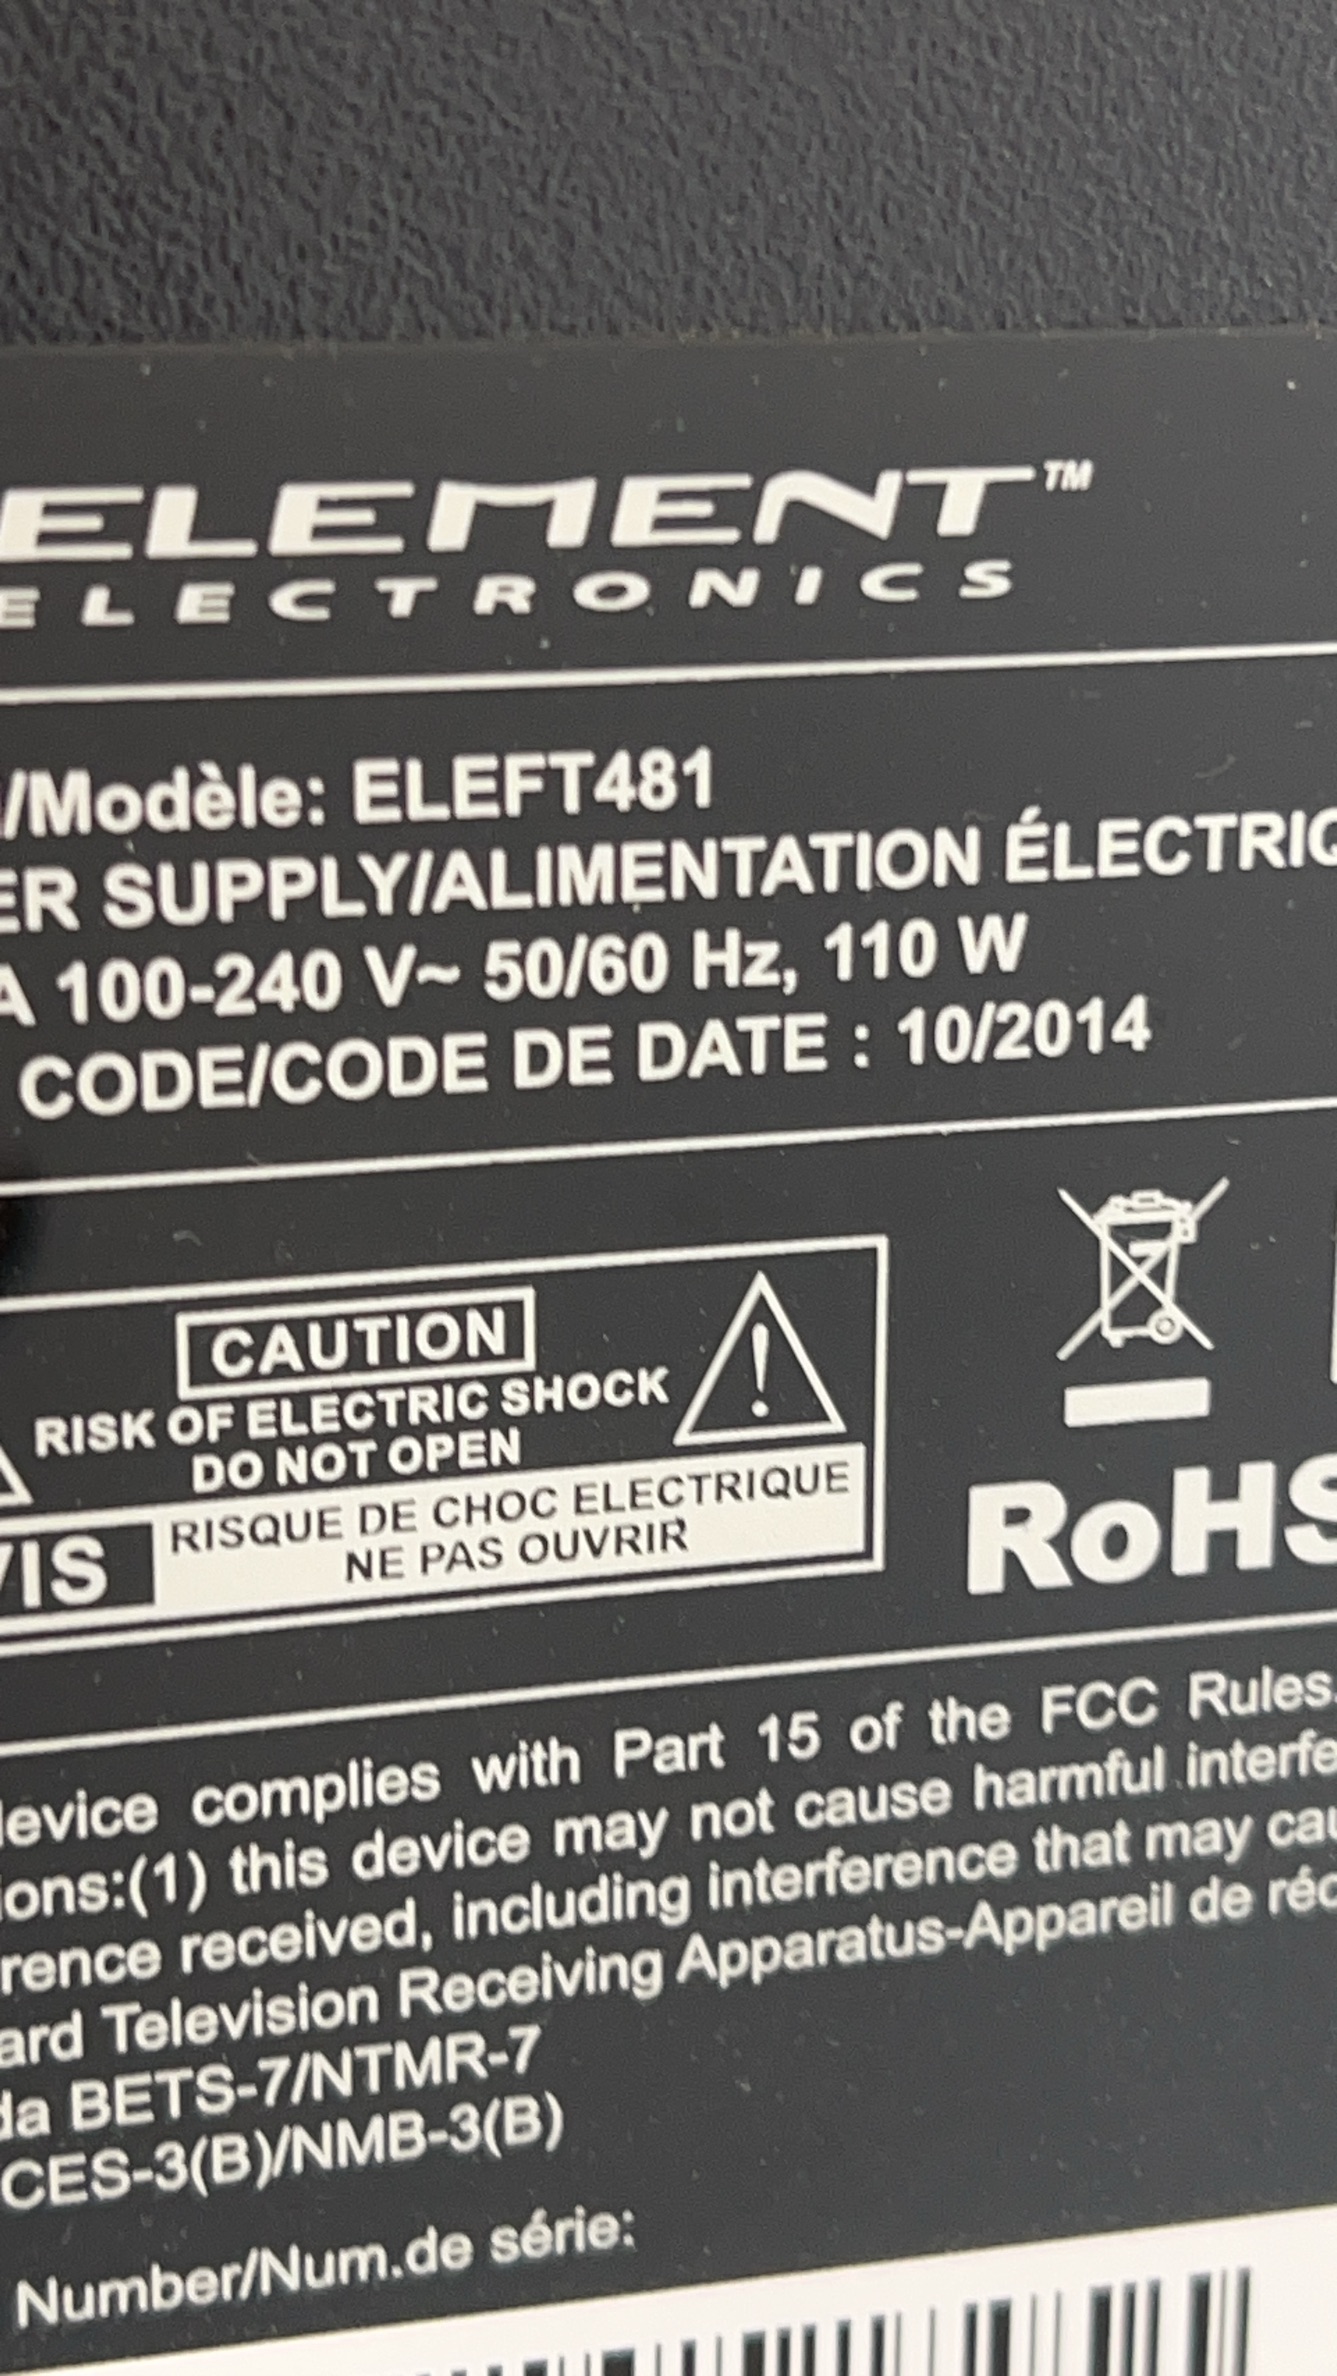 ELEMENT™
ELECTRONICS
/Modèle: ELEFT481
ER SUPPLY/ALIMENTATION ÉLECTRIQ
A 100-240 V~ 50/60 Hz, 110 W
CODE/CODE DE DATE : 10/2014
CAUTION
RISK OF ELECTRIC SHOCK
DO NOT OPEN
VIS
RISQUE DE CHOC ELECTRIQUE
NE PAS OUVRIR
RoHS
device complies with Part 15 of the FCC Rules.
ions:(1) this device may not cause harmful interfe
rence received, including interference that may cau
ard Television Receiving Apparatus-Appareil de réc
da BETS-7/NTMR-7
CES-3(B)/NMB-3(B)
Number/Num.de série: